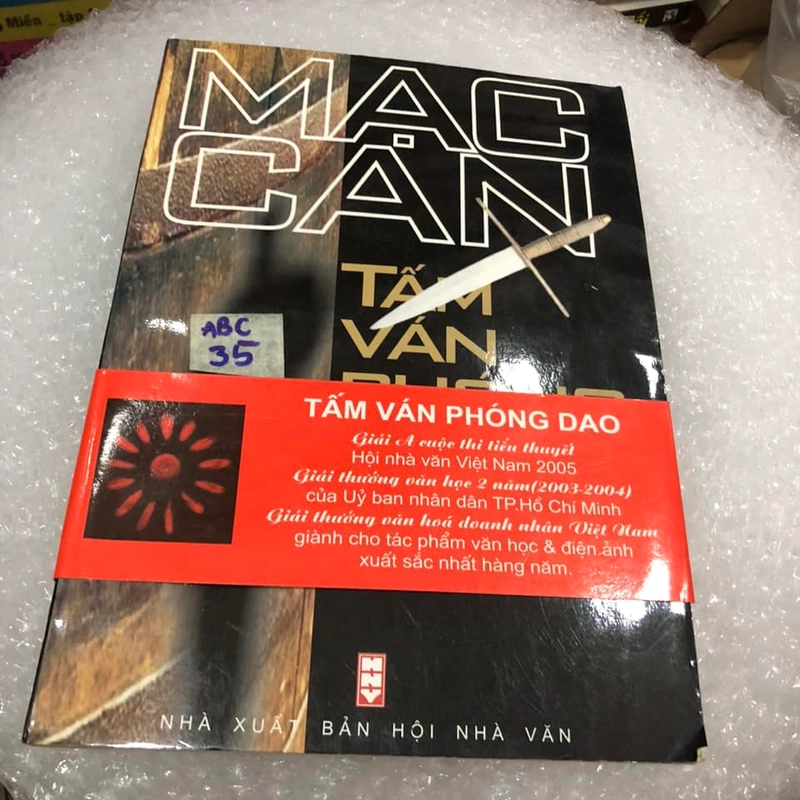 Miền _ tập
MẠC
CAN
TẤM
VÁN
ABC
35
TẤM VÁN PHÓNG DAO
Giải A cuộc thi tiểu thuyết
Hội nhà văn Việt Nam 2005
Giải thưởng văn học 2 năm(2003-2004)
của Uỷ ban nhân dân TP.Hồ Chí Minh
Giải thưởng văn hoá doanh nhân Việt Nam
giành cho tác phẩm văn học & điện ảnh
xuất sắc nhất hàng năm.
HNV
NHÀ XUẤT BẢN HỘI NHÀ VĂN